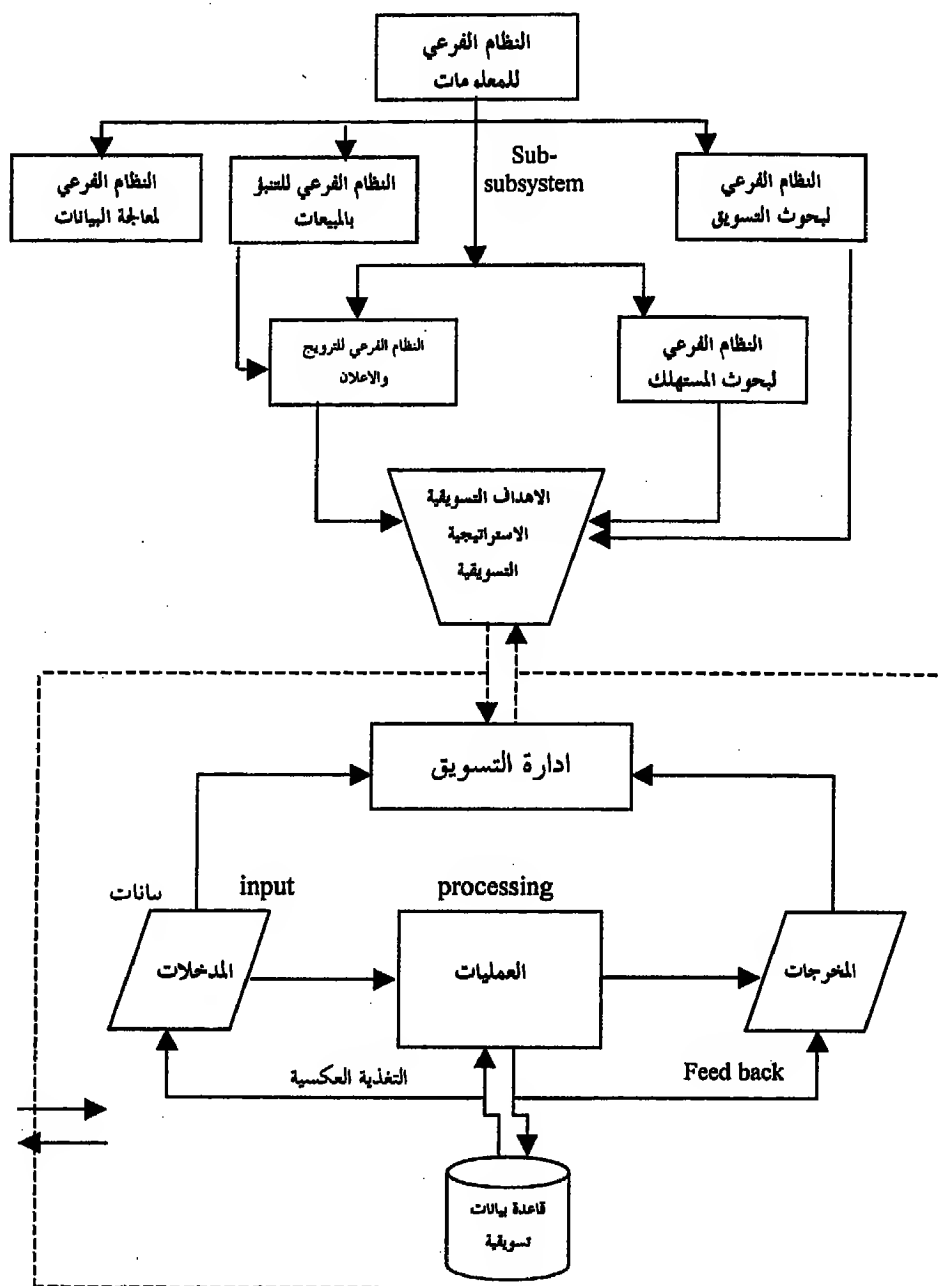 النظام الفرعي
للمعلومات
Sub-
subsystem
النظام الفرعي
لبحوث التسويق
النظام الفرعي للتنبؤ
بالمبيعات
النظام الفرعي
لمعالجة البيانات
النظام الفرعي
لبحوث المستهلك
النظام الفرعي للترويج
والاعلان
الاهداف التسويقية
الاستراتيجية
التسويقية
ادارة التسويق
processing
input
بيانات
المخرجات
العمليات
المدخلات
Feed back
التغذية العكسية
قاعدة بيانات
تسويقية